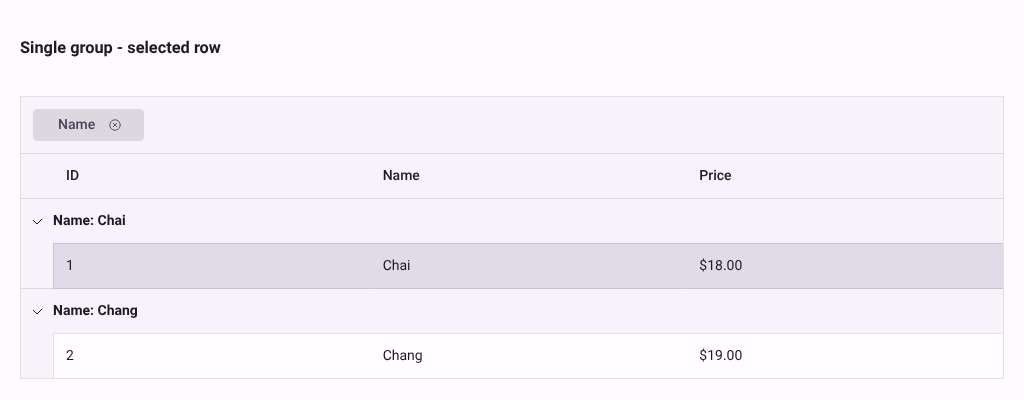 Single group - selected row
Name
ID Name Price
Name: Chai
1 Chai $18.00
Name: Chang
2 Chang $19.00